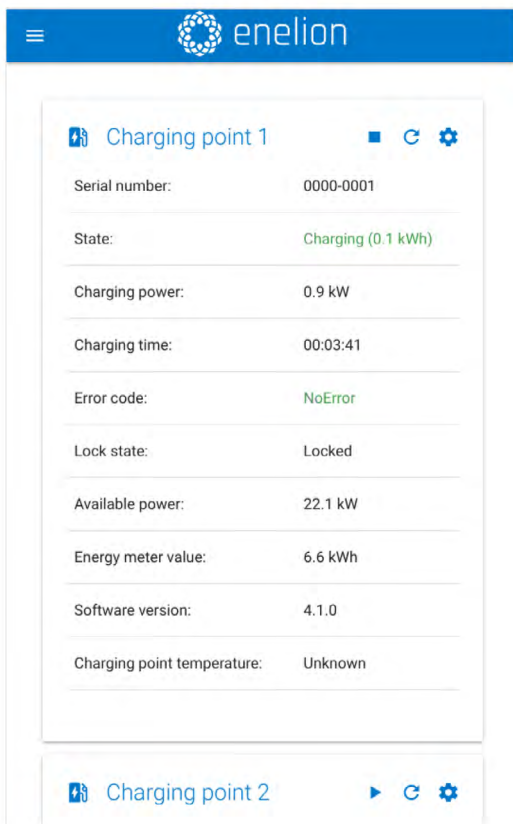 enelion
Charging point 1
Serial number: 0000-0001
State: Charging (0.1 kWh)
Charging power: 0.9 kW
Charging time: 00:03:41
Error code: NoError
Lock state: Locked
Available power: 22.1 kW
Energy meter value: 6.6 kWh
Software version: 4.1.0
Charging point temperature: Unknown
Charging point 2